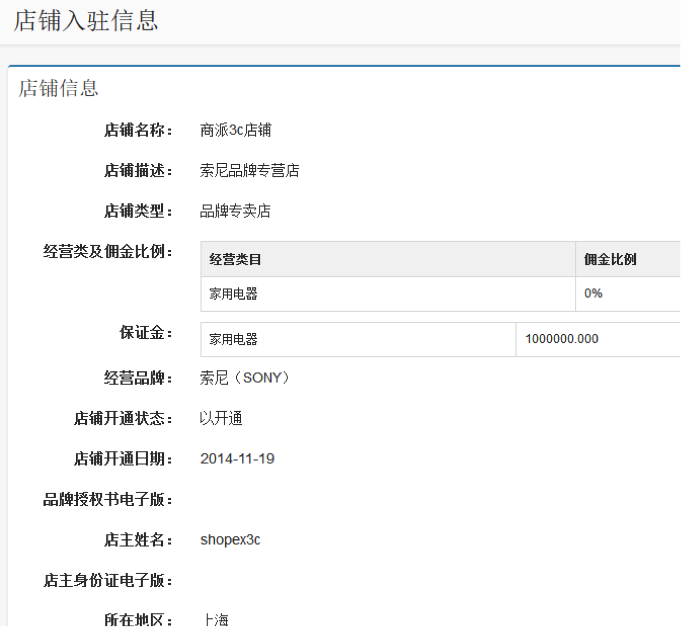 店铺入驻信息
店铺信息
店铺名称： 商派3c店铺
店铺描述： 索尼品牌专营店
店铺类型： 品牌专卖店
经营类及佣金比例： 经营类目 佣金比例
家用电器 0%
保证金： 家用电器 1000000.000
经营品牌： 索尼（SONY）
店铺开通状态： 以开通
店铺开通日期： 2014-11-19
品牌授权书电子版：
店主姓名： shopex3c
店主身份证电子版：
所在地区： 上海